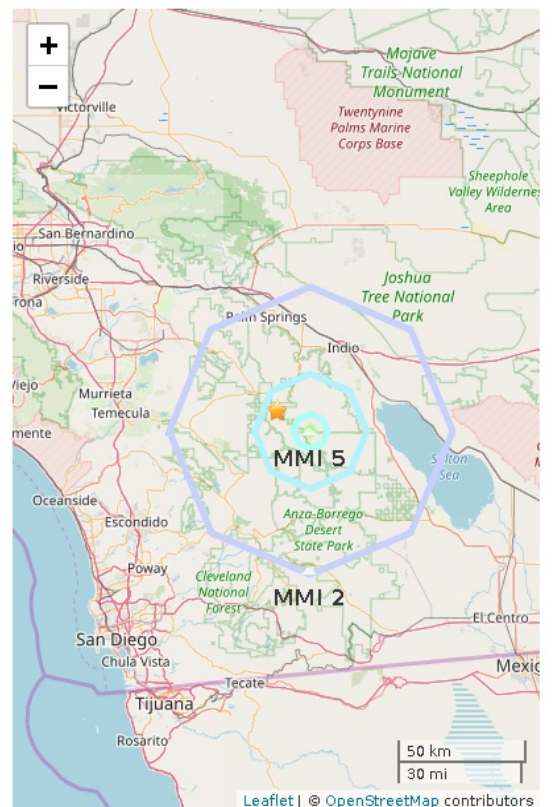 +
−
Mojave
Trails National
Monument
Victorville
Twentynine
Palms Marine
Corps Base
Sheephole
Valley Wilderness
Area
San Bernardino
Riverside
Joshua
Tree National
Park
Palm Springs
Indio
Murrieta
Temecula
MMI 5
Salton
Sea
Oceanside
Escondido
Anza-Borrego
Desert
State Park
Poway
Cleveland
National
Forest
MMI 2
El Centro
San Diego
Chula Vista
Mexic
Tecate
Tijuana
Rosarito
50 km
30 mi
Leaflet | © OpenStreetMap contributors